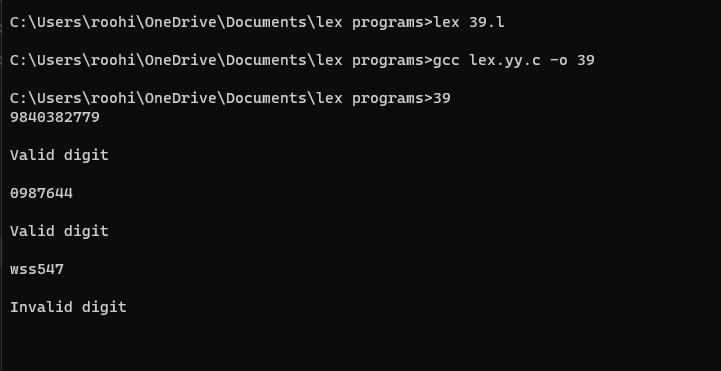 C:\Users\roohi\OneDrive\Documents\lex programs>lex 39.l
C:\Users\roohi\OneDrive\Documents\lex programs>gcc lex.yy.c -o 39
C:\Users\roohi\OneDrive\Documents\lex programs>39
9840382779
Valid digit
0987644
Valid digit
wss547
Invalid digit